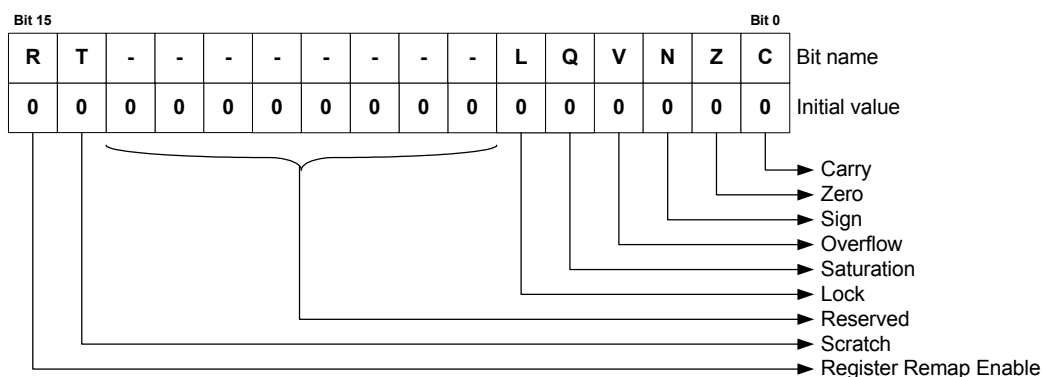 Bit 15 Bit 0
R T - - - - - - - - L Q V N Z C Bit name
0 0 0 0 0 0 0 0 0 0 0 0 0 0 0 0 Initial value
Carry
Zero
Sign
Overflow
Saturation
Lock
Reserved
Scratch
Register Remap Enable